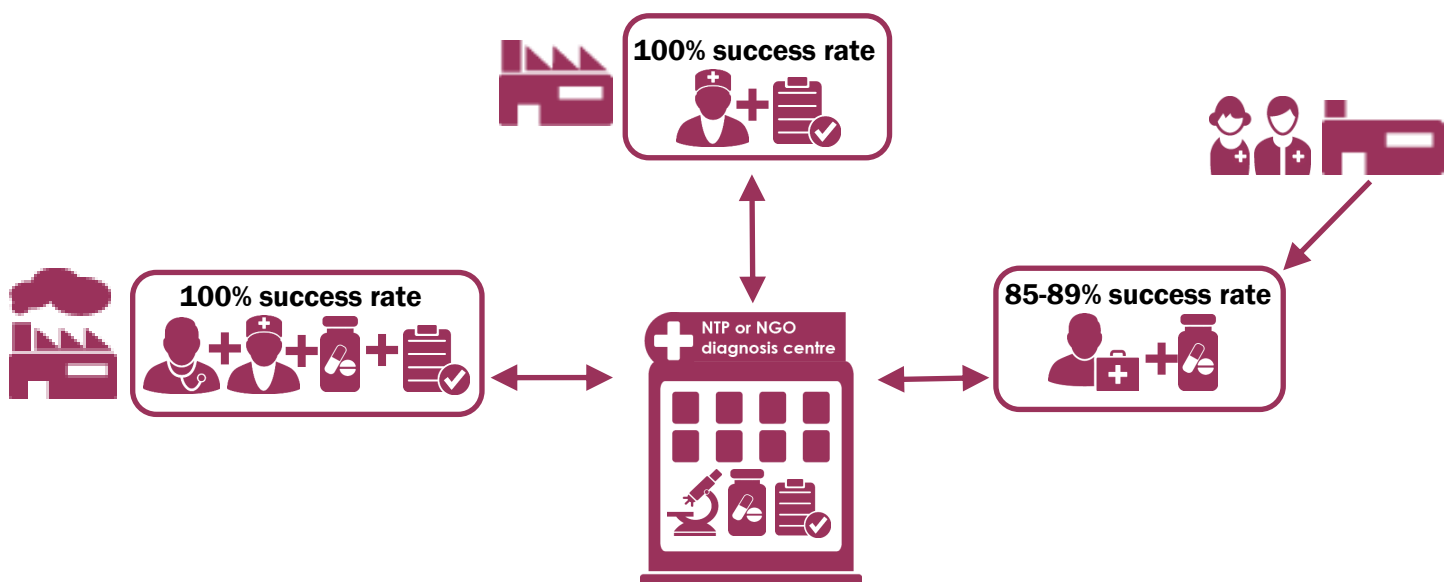 100% success rate
100% success rate
85-89% success rate
NTP or NGO
diagnosis centre